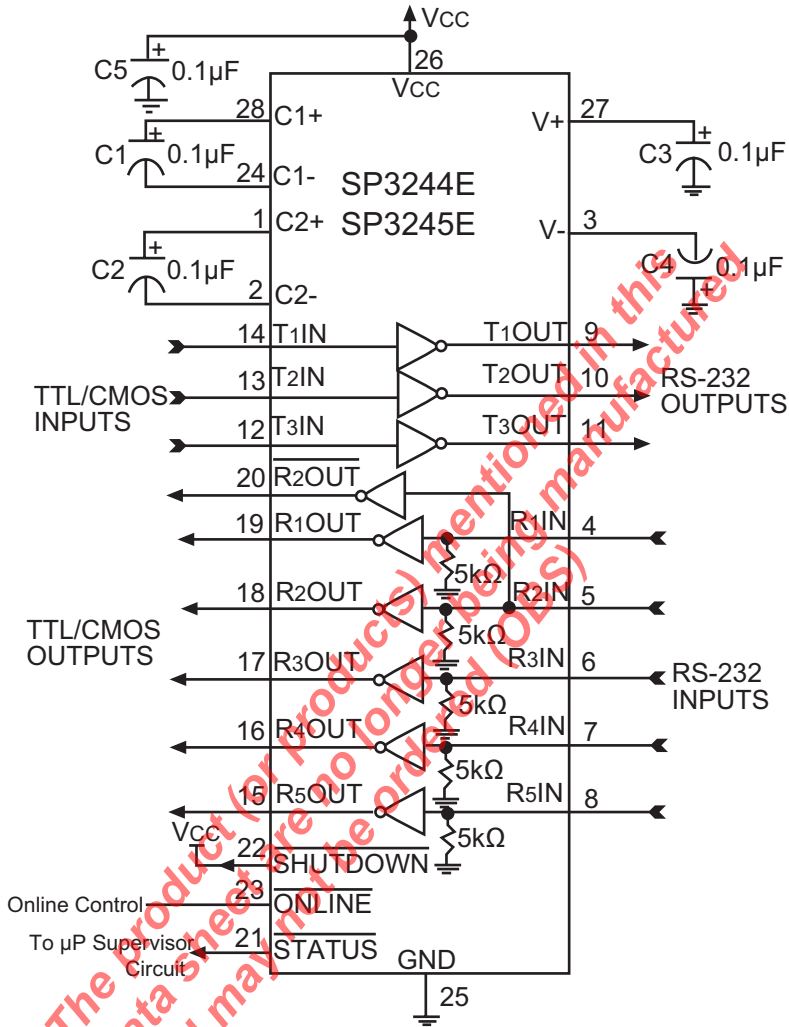 VCC
26
VCC
C5
+
0.1µF
28
C1+
C1
+
0.1µF
24
C1-
1
C2+
C2
+
0.1µF
2
C2-
SP3244E
SP3245E
V+
27
C3
+
0.1µF
V-
3
C4
0.1µF
+
TTL/CMOS
INPUTS
14
T1IN
T1OUT
9
13
T2IN
T2OUT
10
12
T3IN
T3OUT
11
RS-232
OUTPUTS
20
R2OUT
19
R1OUT
R1IN
4
5kΩ
18
R2OUT
R2IN
5
5kΩ
TTL/CMOS
OUTPUTS
17
R3OUT
R3IN
6
5kΩ
RS-232
INPUTS
16
R4OUT
R4IN
7
5kΩ
15
R5OUT
R5IN
8
5kΩ
VCC
22
SHUTDOWN
Online Control
23
ONLINE
To µP Supervisor
Circuit
21
STATUS
GND
25
The product (or products) mentioned in this
data sheet are no longer being manufactured
d may not be ordered (OBS)